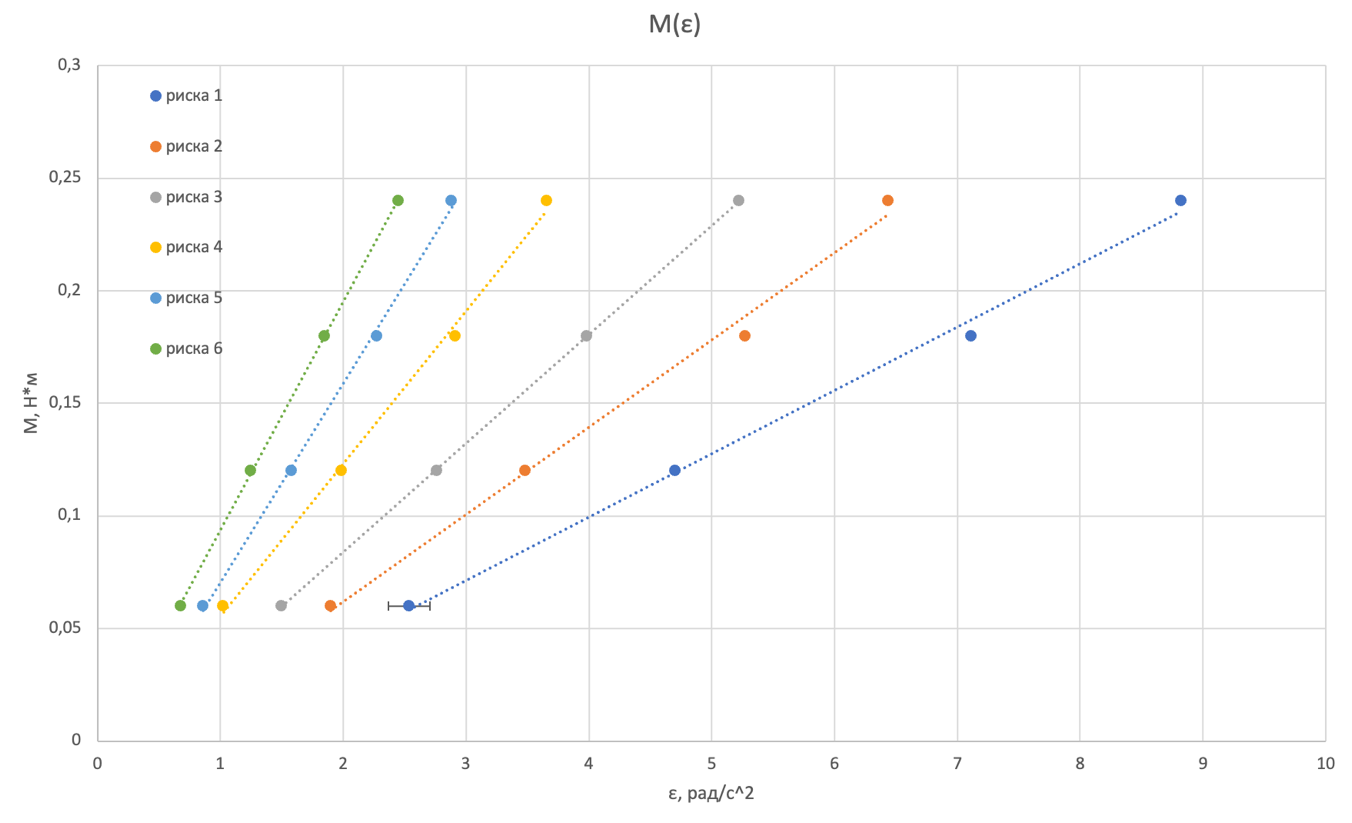 M(ε)
0,3
0,25
0,2
0,15
0,1
0,05
0
M, Н*м
риска 1
риска 2
риска 3
риска 4
риска 5
риска 6
0 1 2 3 4 5 6 7 8 9 10
ε, рад/с^2